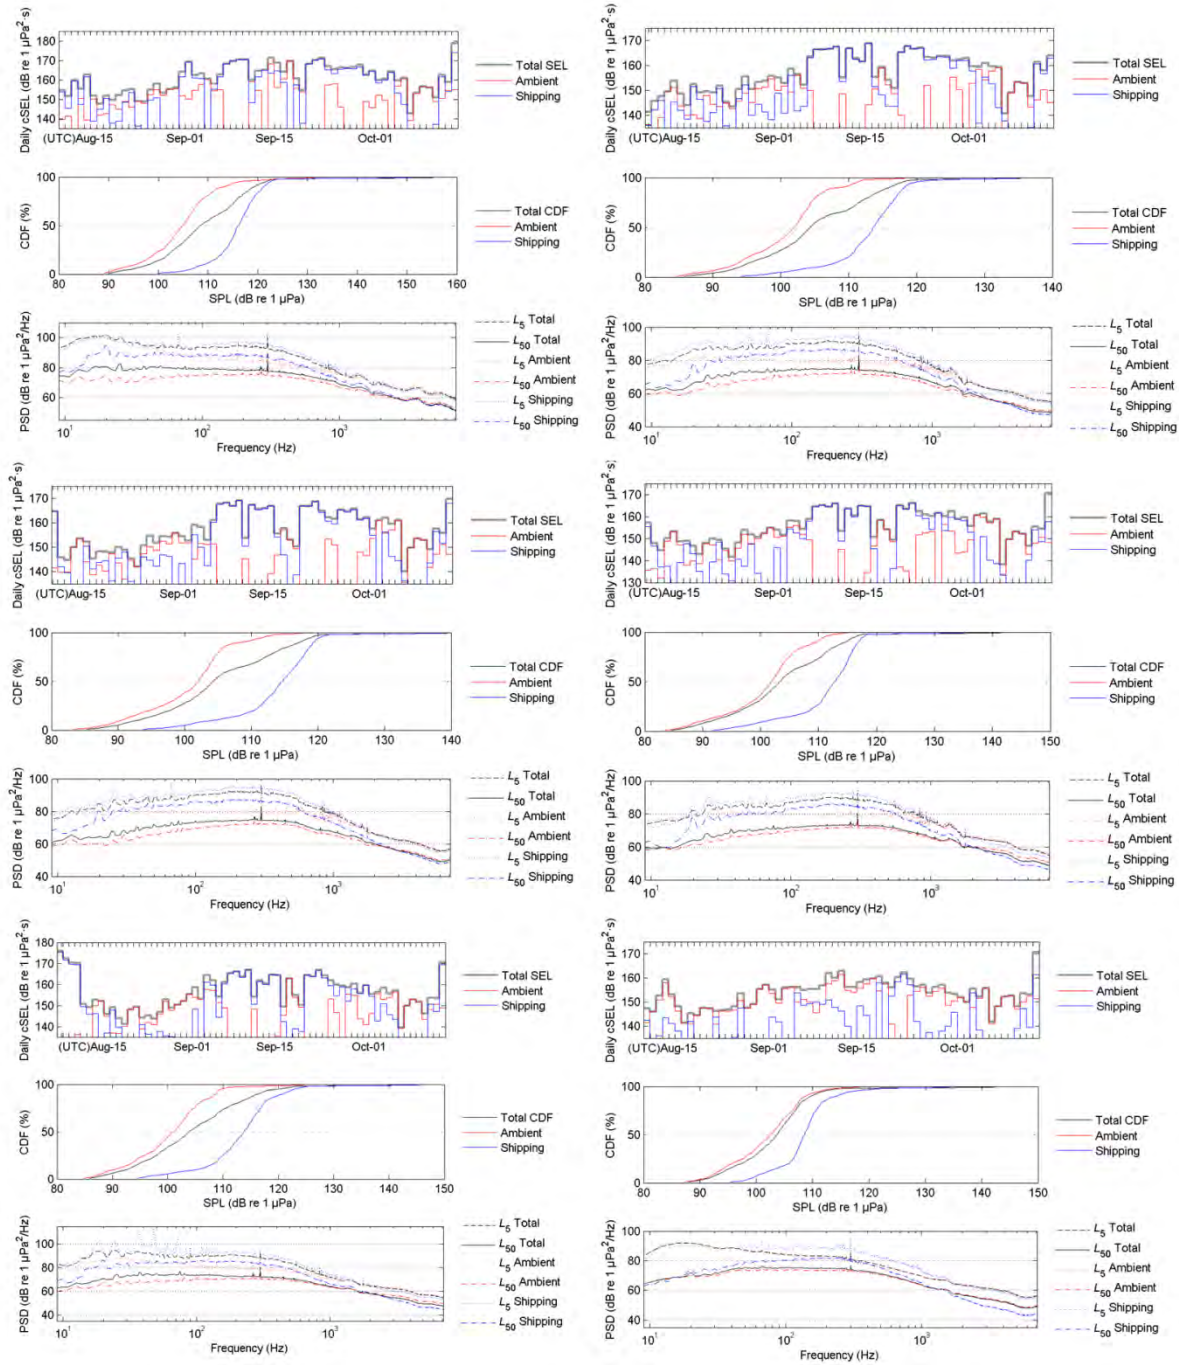 Daily cSEL (dB re 1 µPa²·s)
180
170
160
150
140
(UTC)Aug-15 Sep-01 Sep-15 Oct-01
Total SEL
Ambient
Shipping
CDF (%)
100
50
0
80 90 100 110 120 130 140 150 160
SPL (dB re 1 µPa)
Total CDF
Ambient
Shipping
PSD (dB re 1 µPa²/Hz)
100
80
60
10¹ 10² 10³
Frequency (Hz)
L₅ Total
L₅₀ Total
L₅ Ambient
L₅₀ Ambient
L₅ Shipping
L₅₀ Shipping
Daily cSEL (dB re 1 µPa²·s)
170
160
150
140
(UTC)Aug-15 Sep-01 Sep-15 Oct-01
Total SEL
Ambient
Shipping
CDF (%)
100
50
0
80 90 100 110 120 130 140
SPL (dB re 1 µPa)
Total CDF
Ambient
Shipping
PSD (dB re 1 µPa²/Hz)
100
80
60
40
10¹ 10² 10³
Frequency (Hz)
L₅ Total
L₅₀ Total
L₅ Ambient
L₅₀ Ambient
L₅ Shipping
L₅₀ Shipping
Daily cSEL (dB re 1 µPa²·s)
170
160
150
140
(UTC)Aug-15 Sep-01 Sep-15 Oct-01
Total SEL
Ambient
Shipping
CDF (%)
100
50
0
80 90 100 110 120 130 140
SPL (dB re 1 µPa)
Total CDF
Ambient
Shipping
PSD (dB re 1 µPa²/Hz)
100
80
60
40
10¹ 10² 10³
Frequency (Hz)
L₅ Total
L₅₀ Total
L₅ Ambient
L₅₀ Ambient
L₅ Shipping
L₅₀ Shipping
Daily cSEL (dB re 1 µPa²·s)
170
160
150
140
130
(UTC)Aug-15 Sep-01 Sep-15 Oct-01
Total SEL
Ambient
Shipping
CDF (%)
100
50
0
80 90 100 110 120 130 140 150
SPL (dB re 1 µPa)
Total CDF
Ambient
Shipping
PSD (dB re 1 µPa²/Hz)
100
80
60
40
10¹ 10² 10³
Frequency (Hz)
L₅ Total
L₅₀ Total
L₅ Ambient
L₅₀ Ambient
L₅ Shipping
L₅₀ Shipping
Daily cSEL (dB re 1 µPa²·s)
180
170
160
150
140
(UTC)Aug-15 Sep-01 Sep-15 Oct-01
Total SEL
Ambient
Shipping
CDF (%)
100
50
0
80 90 100 110 120 130 140 150
SPL (dB re 1 µPa)
Total CDF
Ambient
Shipping
PSD (dB re 1 µPa²/Hz)
100
80
60
40
10¹ 10² 10³
Frequency (Hz)
L₅ Total
L₅₀ Total
L₅ Ambient
L₅₀ Ambient
L₅ Shipping
L₅₀ Shipping
Daily cSEL (dB re 1 µPa²·s)
170
160
150
140
(UTC)Aug-15 Sep-01 Sep-15 Oct-01
Total SEL
Ambient
Shipping
CDF (%)
100
50
0
80 90 100 110 120 130 140 150
SPL (dB re 1 µPa)
Total CDF
Ambient
Shipping
PSD (dB re 1 µPa²/Hz)
100
80
60
40
10¹ 10² 10³
Frequency (Hz)
L₅ Total
L₅₀ Total
L₅ Ambient
L₅₀ Ambient
L₅ Shipping
L₅₀ Shipping